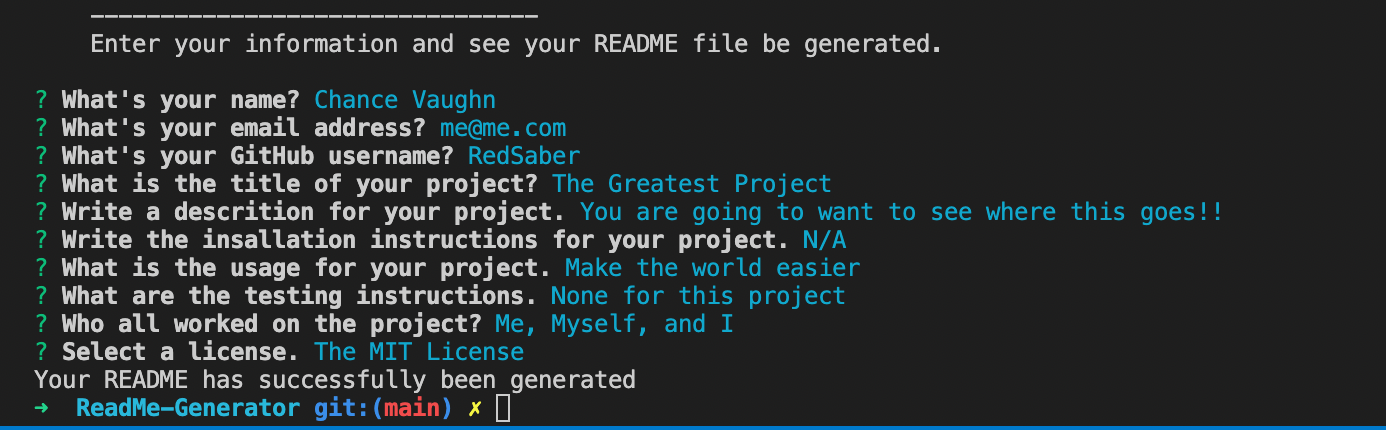 --------------------------------
Enter your information and see your README file be generated.
? What's your name? Chance Vaughn
? What's your email address? me@me.com
? What's your GitHub username? RedSaber
? What is the title of your project? The Greatest Project
? Write a descrition for your project. You are going to want to see where this goes!!
? Write the insallation instructions for your project. N/A
? What is the usage for your project. Make the world easier
? What are the testing instructions. None for this project
? Who all worked on the project? Me, Myself, and I
? Select a license. The MIT License
Your README has successfully been generated
→ ReadMe-Generator git:(main) ✗